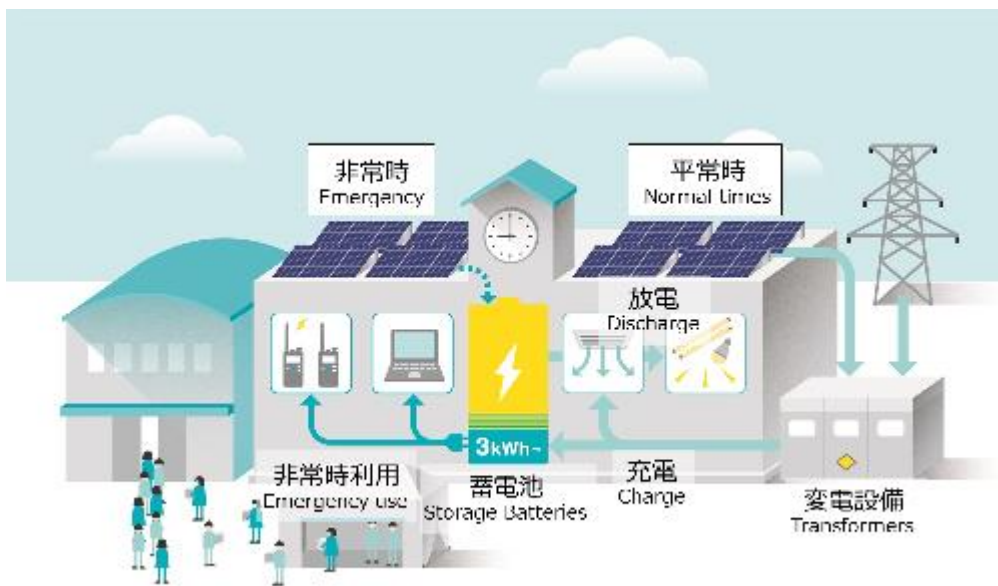 非常時
Emergency
平常時
Normal times
放電
Discharge
3kWh~
非常時利用
Emergency use
蓄電池
Storage Batteries
充電
Charge
変電設備
Transformers